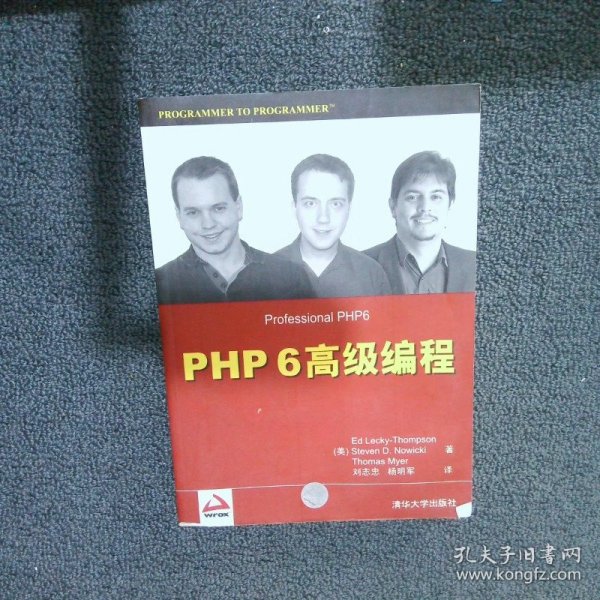 PROGRAMMER TO PROGRAMMER™
Professional PHP6
PHP 6高级编程
Ed Lecky-Thompson
(美) Steven D. Nowicki 著
Thomas Myer
刘志忠 杨明军 译
wrox
清华大学出版社
孔夫子旧书网
www.kongfz.com